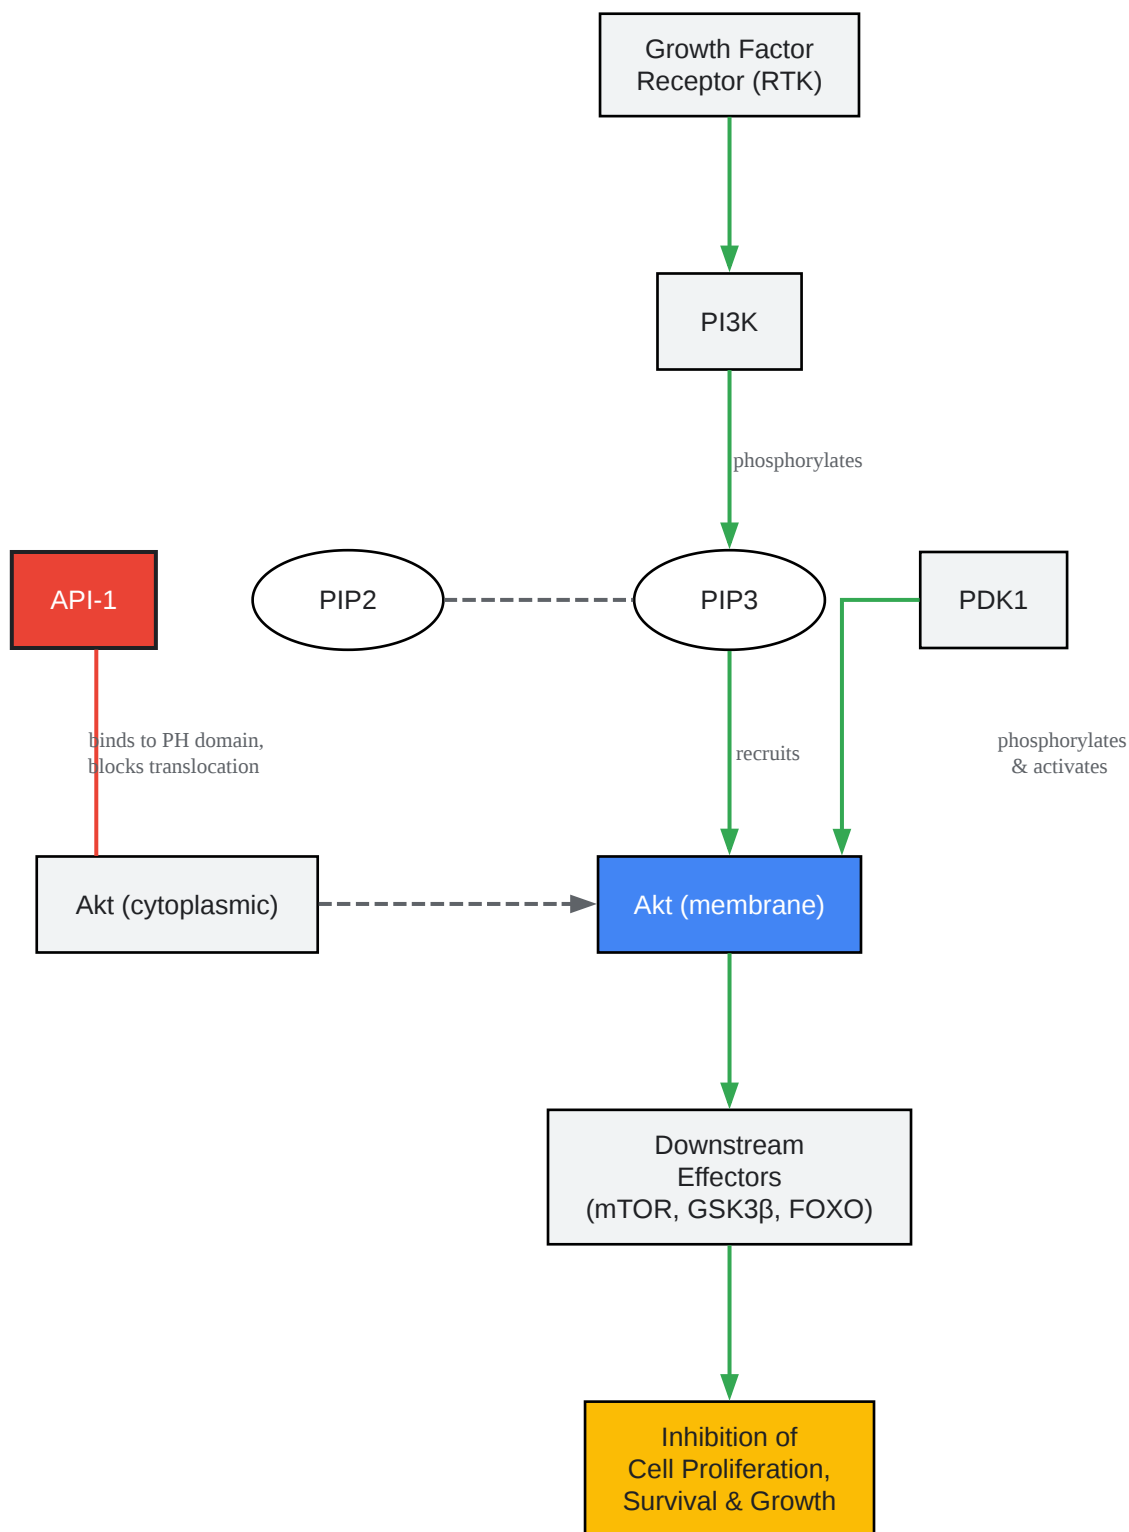 Growth Factor
Receptor (RTK)
PI3K
phosphorylates
API-1
PIP2
PIP3
PDK1
binds to PH domain,
blocks translocation
recruits
phosphorylates
& activates
Akt (cytoplasmic)
Akt (membrane)
Downstream
Effectors
(mTOR, GSK3β, FOXO)
Inhibition of
Cell Proliferation,
Survival & Growth